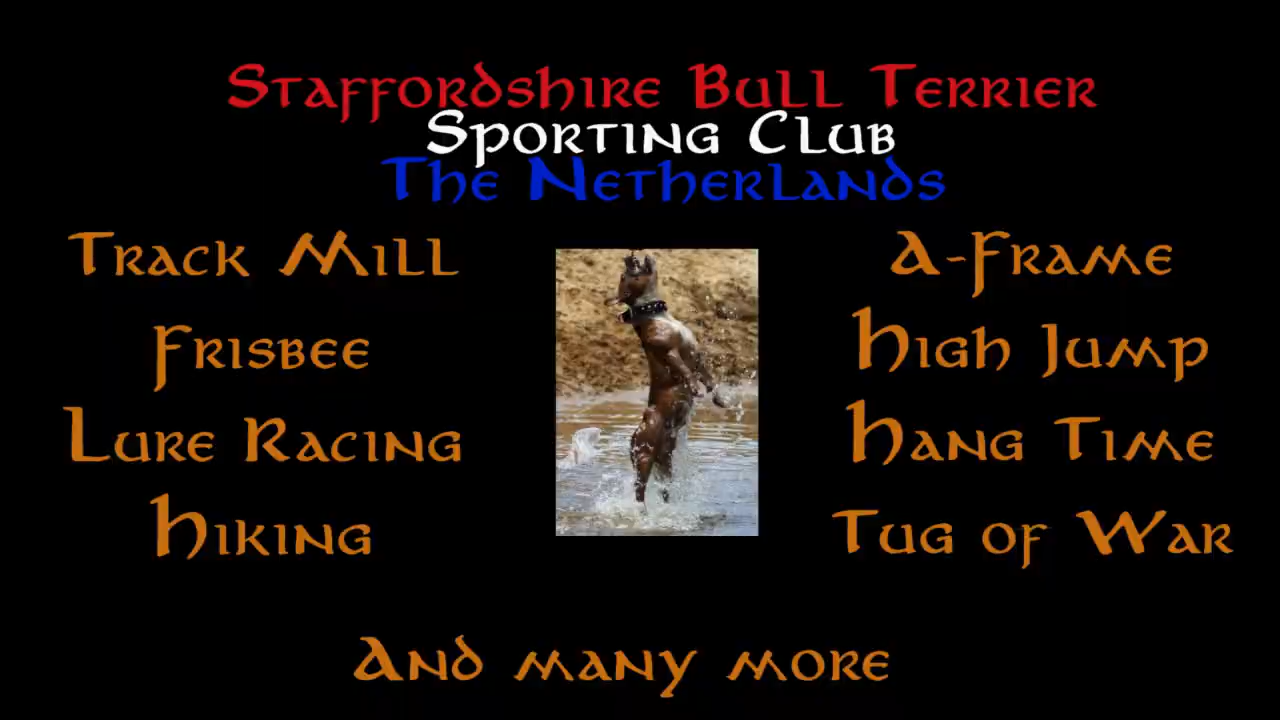 Staffordshire Bull Terrier
Sporting Club
The Netherlands
Track Mill
Frisbee
Lure Racing
Hiking
A-Frame
High Jump
Hang Time
Tug of War
And many more